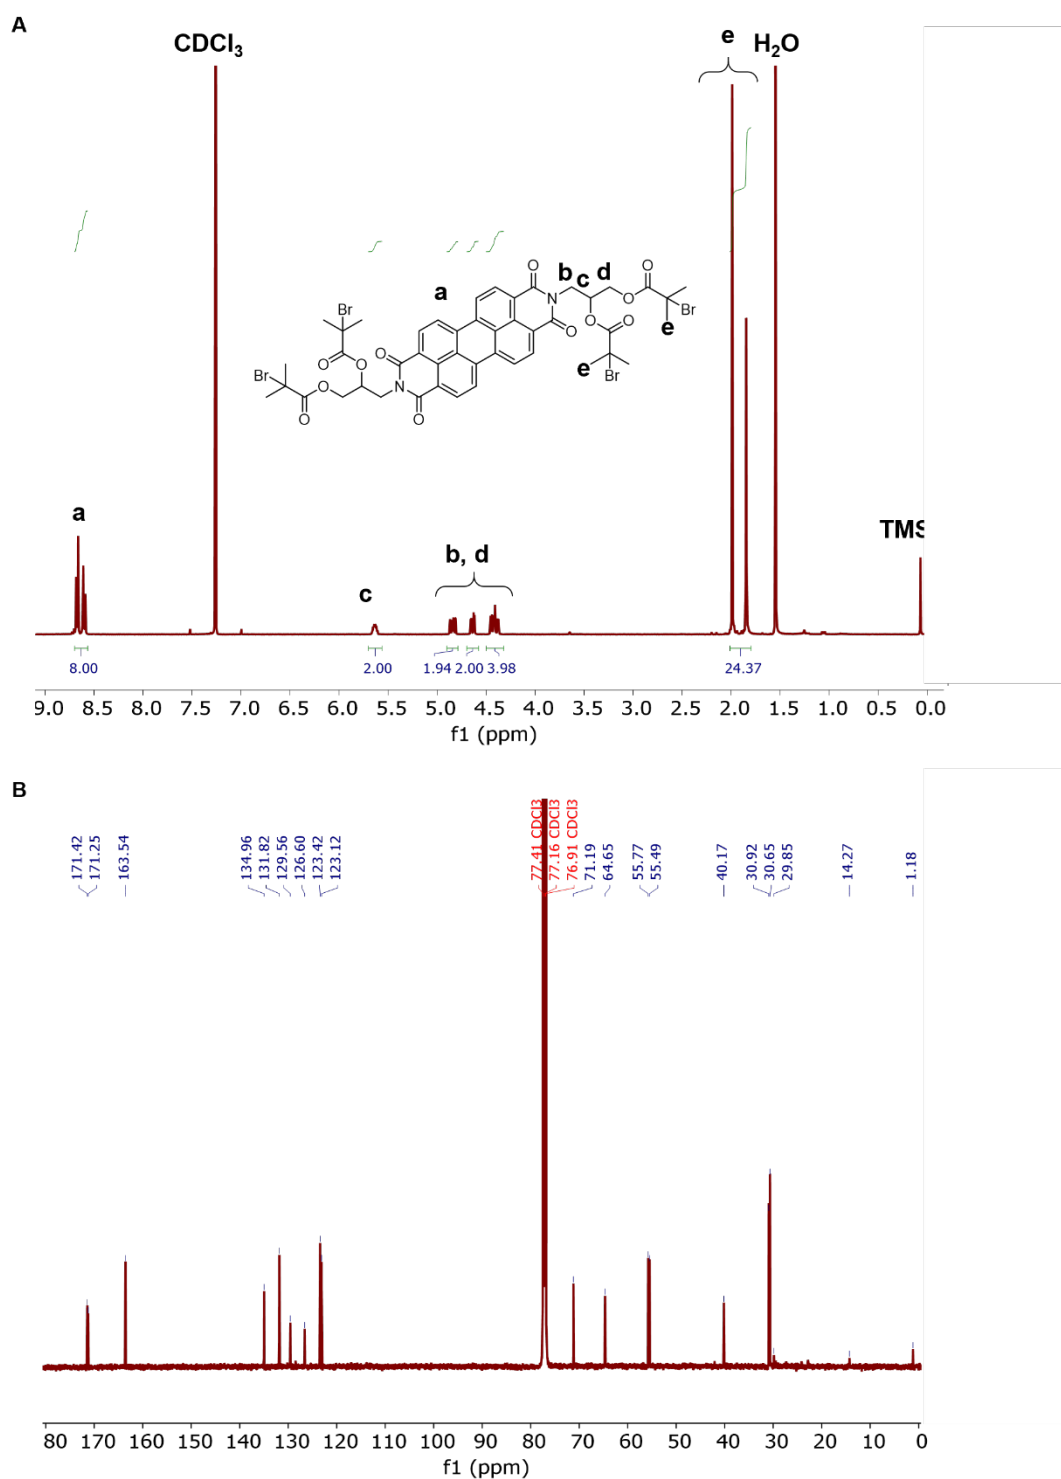 A
CDCl3
e
H2O
a
b c d
O
O
O
N
O
Br
e
O
O
O
e
Br
Br
O
O
Br
O
O
O
N
O
TMS
a
c
b, d
8.00
2.00
1.94 2.00 3.98
24.37
9.0 8.5 8.0 7.5 7.0 6.5 6.0 5.5 5.0 4.5 4.0 3.5 3.0 2.5 2.0 1.5 1.0 0.5 0.0
f1 (ppm)
B
171.42
171.25
163.54
134.96
131.82
129.56
126.60
123.42
123.12
77.41 CDCl3
77.16 CDCl3
76.91 CDCl3
71.19
64.65
55.77
55.49
40.17
30.92
30.65
29.85
14.27
1.18
80 170 160 150 140 130 120 110 100 90 80 70 60 50 40 30 20 10 0
f1 (ppm)